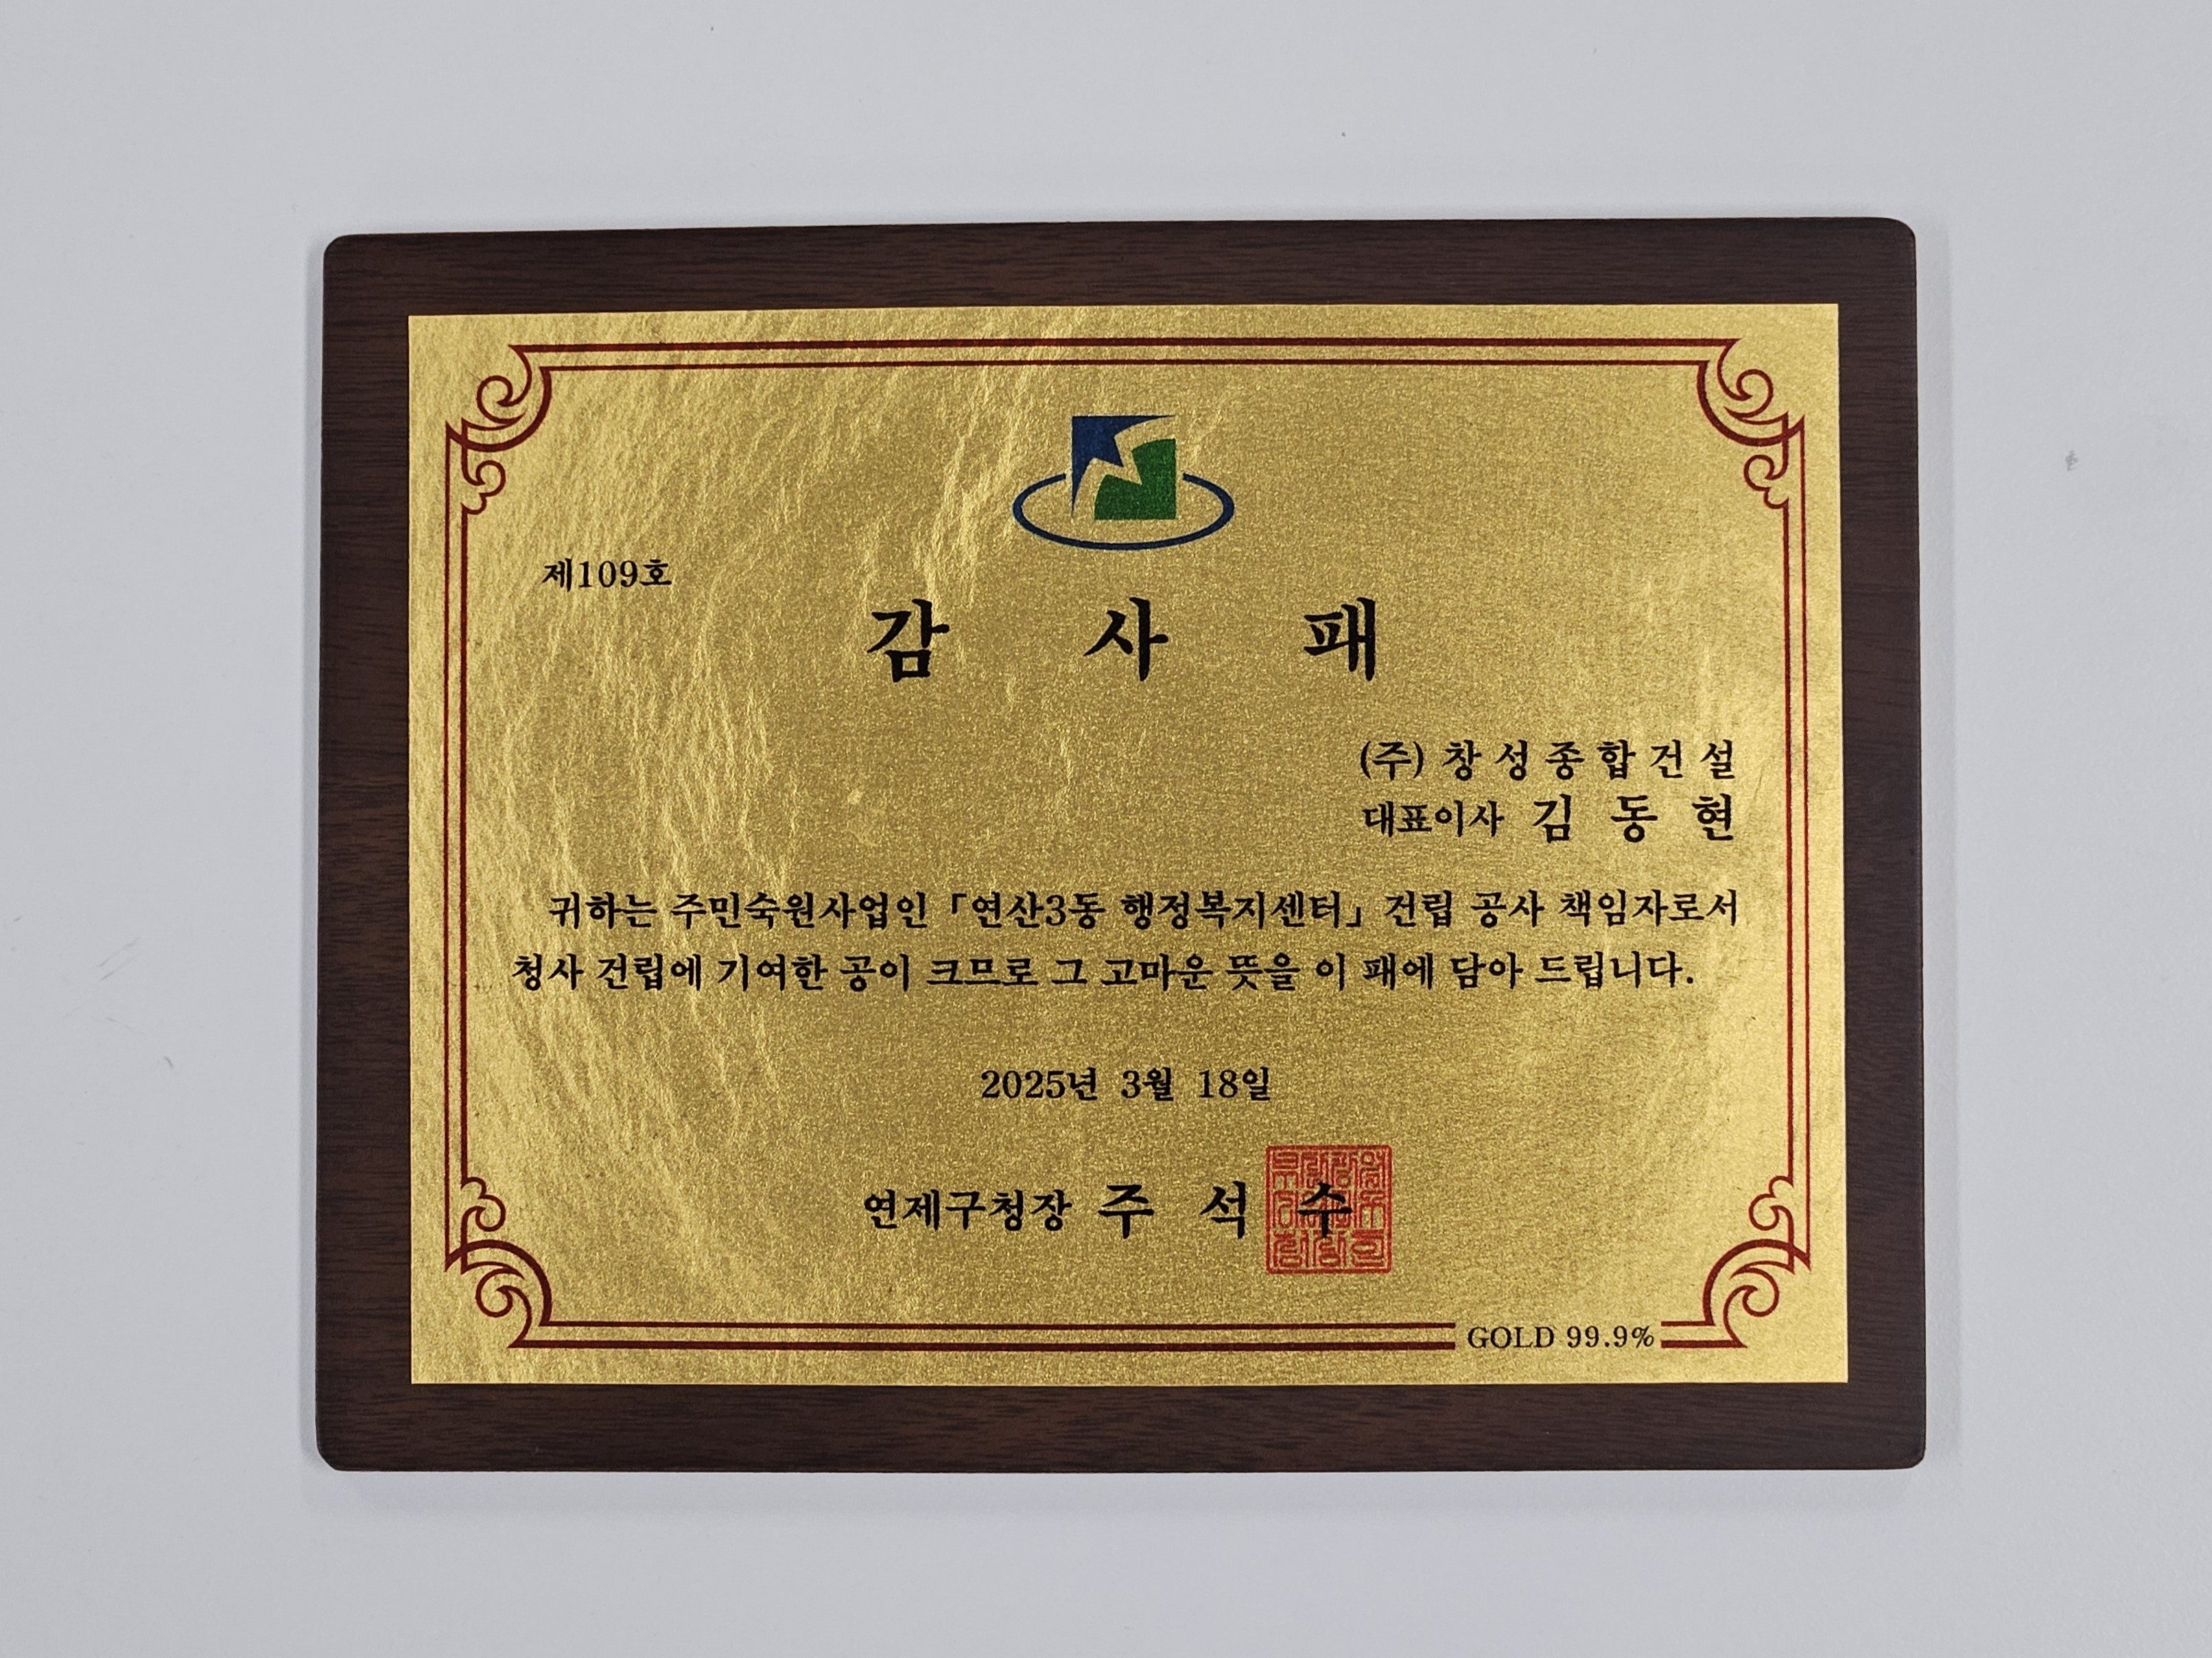 제109호
감 사 패
(주) 창성종합건설
대표이사 김 동 현
귀하는 주민숙원사업인 「연산3동 행정복지센터」 건립 공사 책임자로서
청사 건립에 기여한 공이 크므로 그 고마운 뜻을 이 패에 담아 드립니다.
2025년 3월 18일
연제구청장 주 석 수
GOLD 99.9%